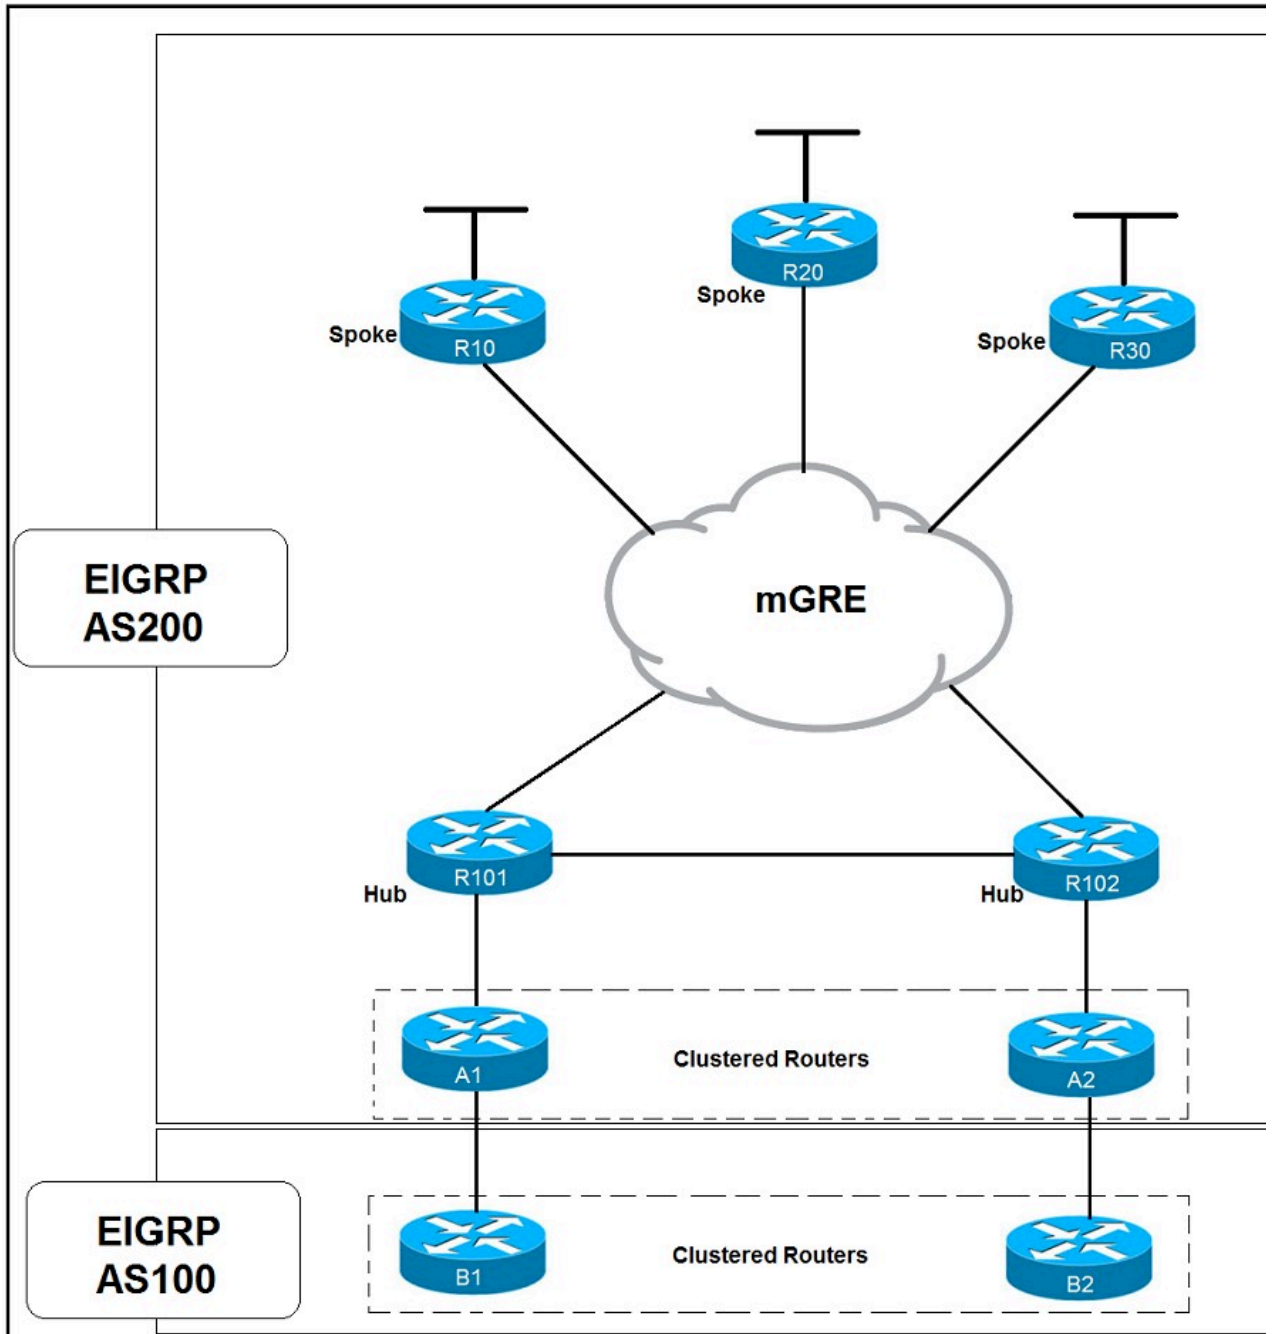 R20
Spoke
R10
Spoke
R30
Spoke
EIGRP
AS200
mGRE
R101
Hub
R102
Hub
A1
Clustered Routers
A2
EIGRP
AS100
B1
Clustered Routers
B2